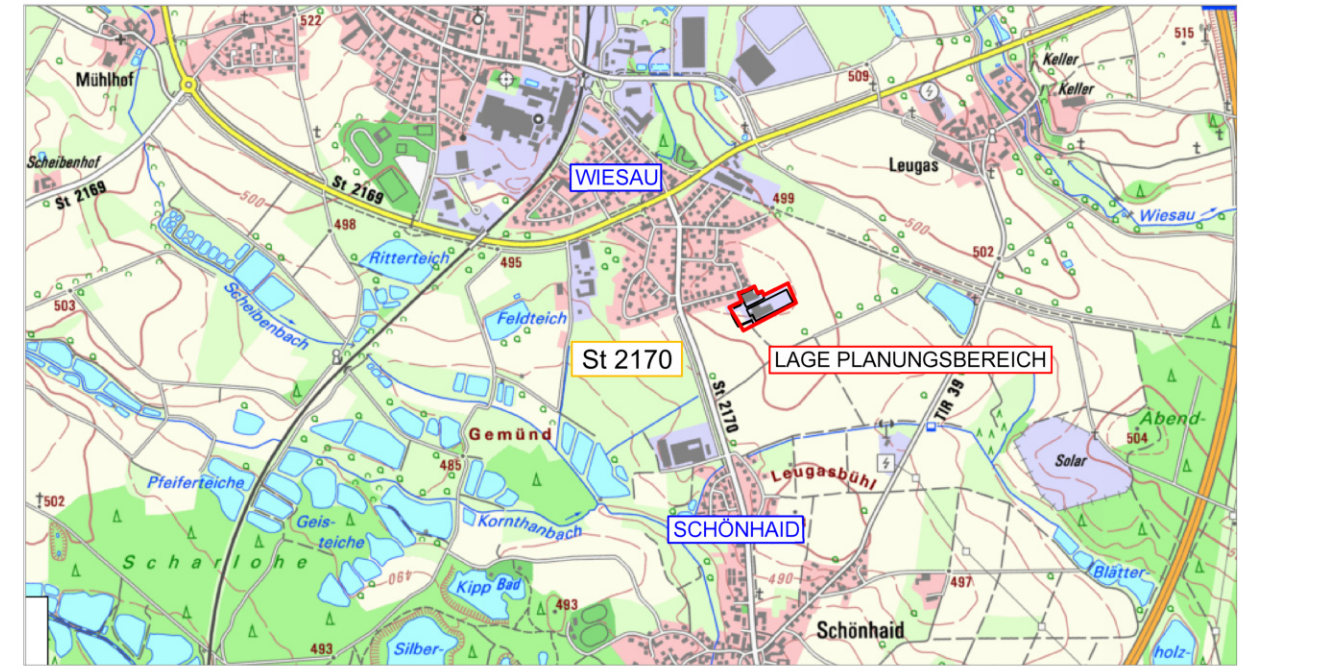 522
515
Mühlhof
509
Keller
Keller
Scheibenhof
St 2169
St 2169
WIESAU
Leugas
499
Wiesau
500
498
500
Ritterteich
495
502
503
Scheibenbach
Feldteich
St 2170
LAGE PLANUNGSBEREICH
St 2170
TIR 39
Abend-
504
Gemünd
485
Solar
Leugasbühl
Pfeiferteiche
502
Geis-
teiche
Kornthanbach
SCHÖNHAID
Scharlohe
490
Kipp Bad
490
497
Blätter-
493
493
Silber-
Schönhaid
holz-